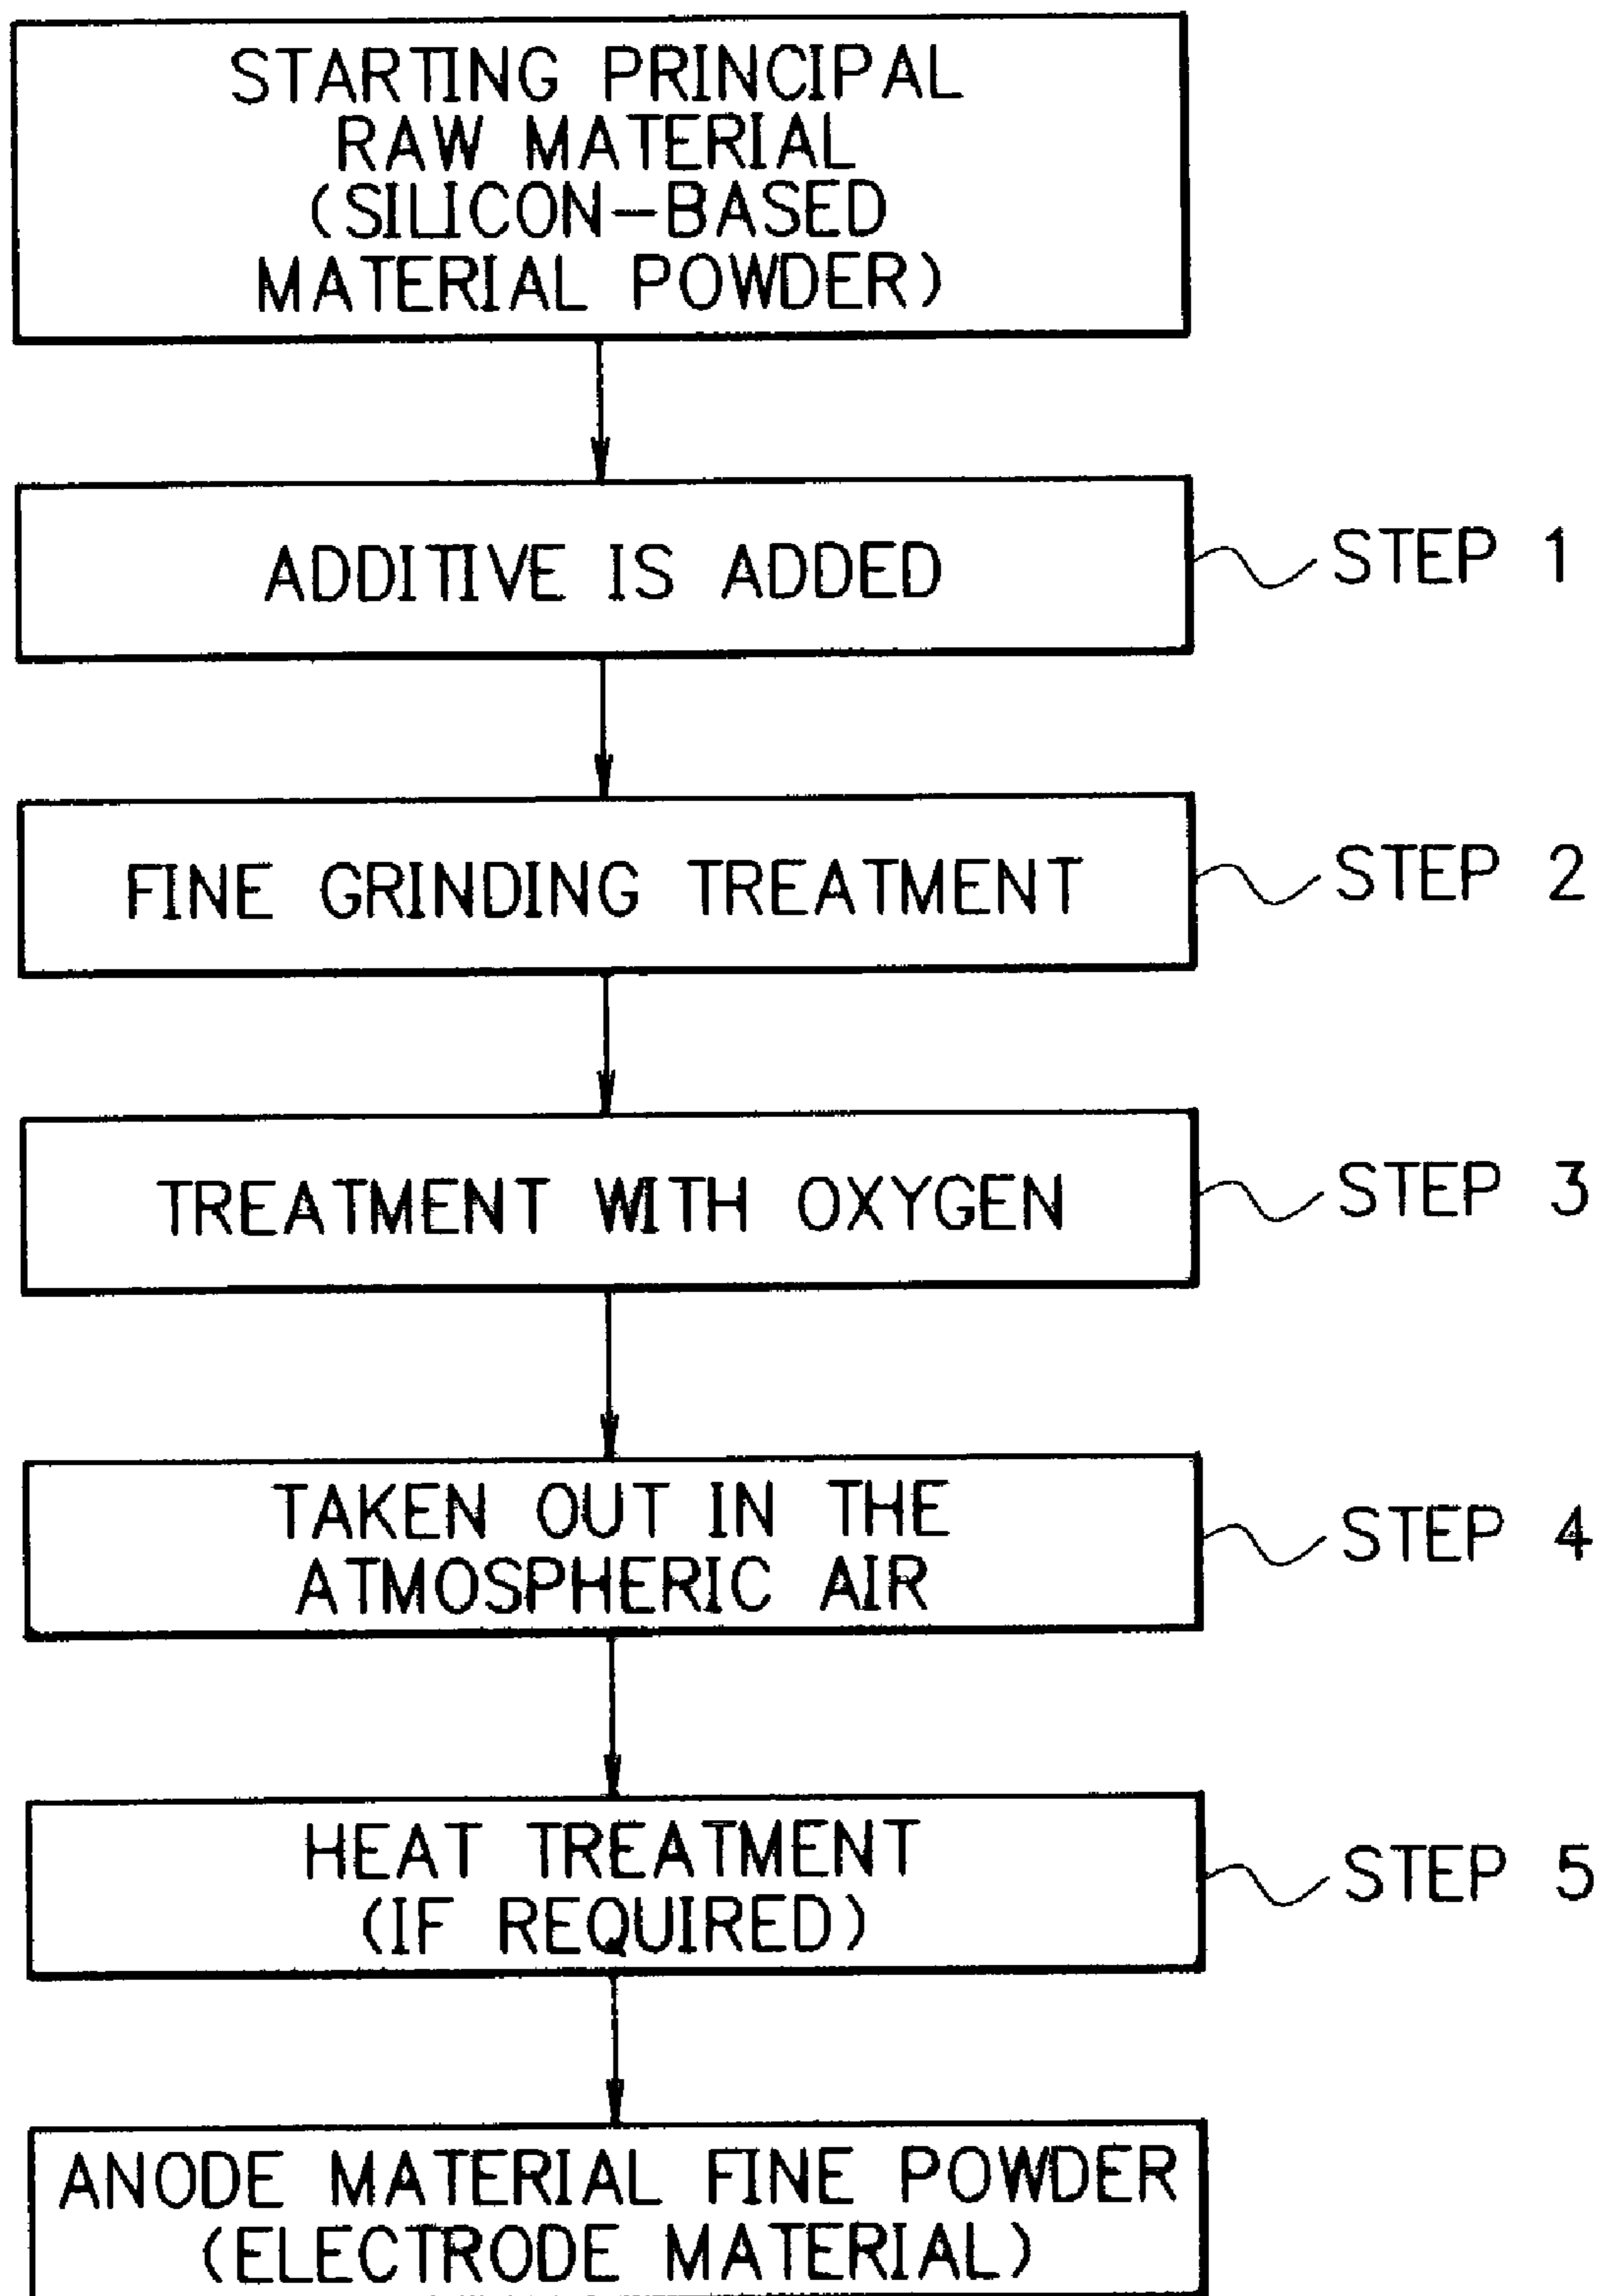 STARTING PRINCIPAL
RAW MATERIAL
(SILICON-BASED
MATERIAL POWDER)
ADDITIVE IS ADDED
STEP 1
FINE GRINDING TREATMENT
STEP 2
TREATMENT WITH OXYGEN
STEP 3
TAKEN OUT IN THE
ATMOSPHERIC AIR
STEP 4
HEAT TREATMENT
(IF REQUIRED)
STEP 5
ANODE MATERIAL FINE POWDER
(ELECTRODE MATERIAL)